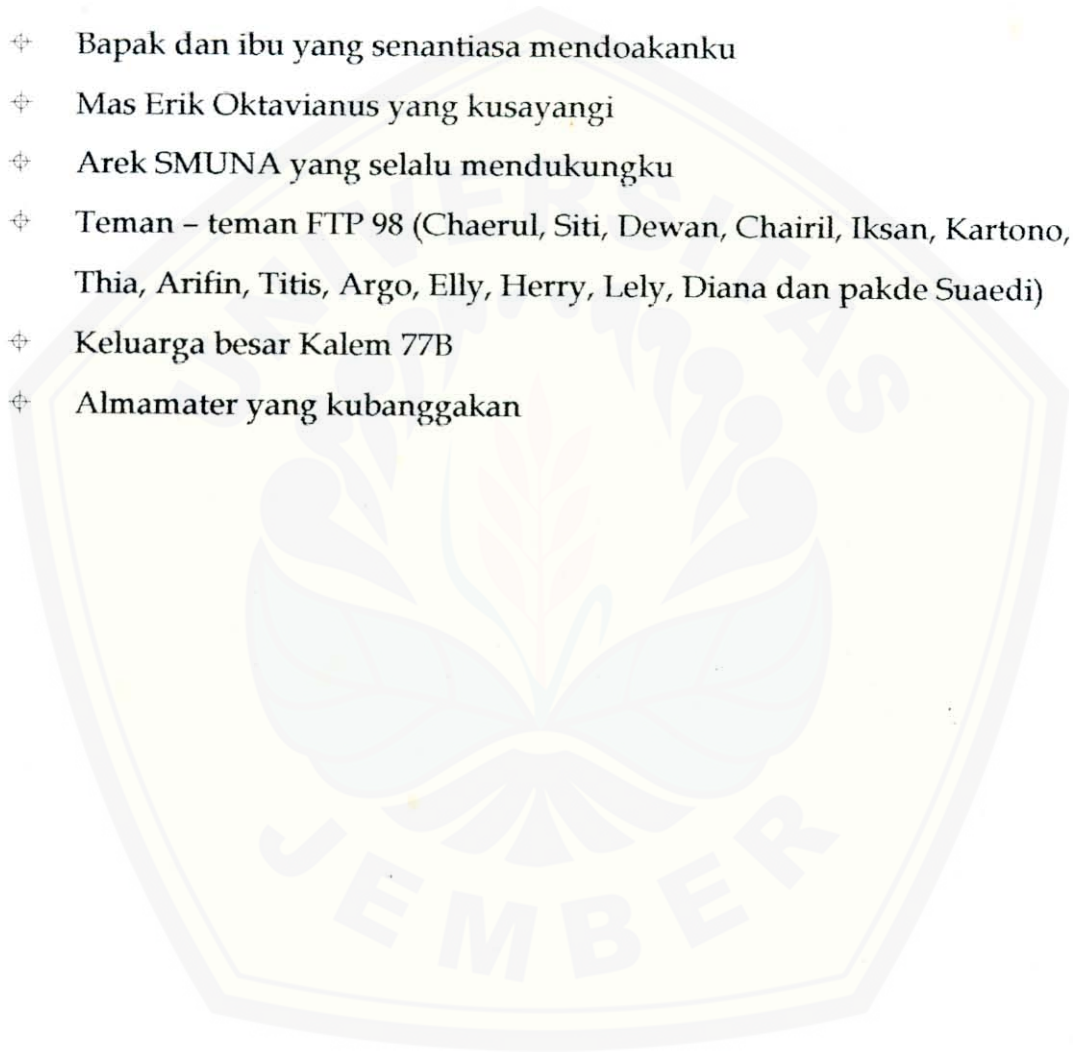 Bapak dan ibu yang senantiasa mendoakanku
Mas Erik Oktavianus yang kusayangi
Arek SMUNA yang selalu mendukungku
Teman – teman FTP 98 (Chaerul, Siti, Dewan, Chairil, Iksan, Kartono,
Thia, Arifin, Titis, Argo, Elly, Herry, Lely, Diana dan pakde Suaedi)
Keluarga besar Kalem 77B
Almamater yang kubanggakan
UNIVERSITAS
JEMBER